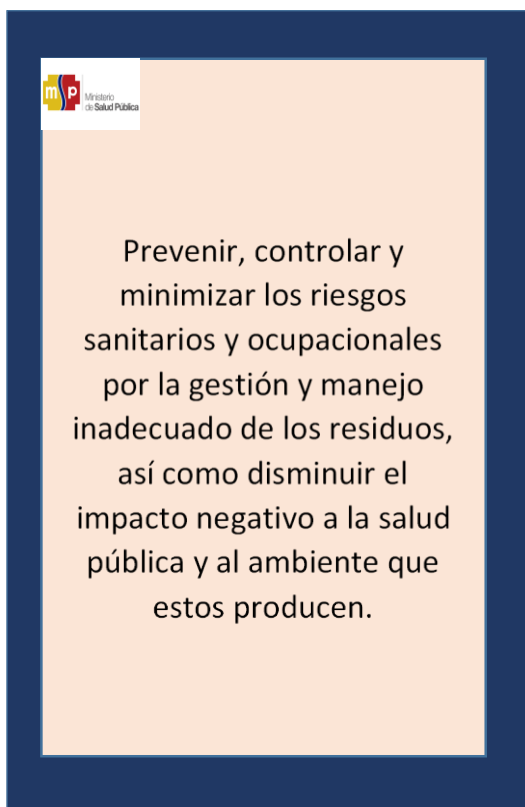 msp
Ministerio
de Salud Pública
Prevenir, controlar y
minimizar los riesgos
sanitarios y ocupacionales
por la gestión y manejo
inadecuado de los residuos,
así como disminuir el
impacto negativo a la salud
pública y al ambiente que
estos producen.